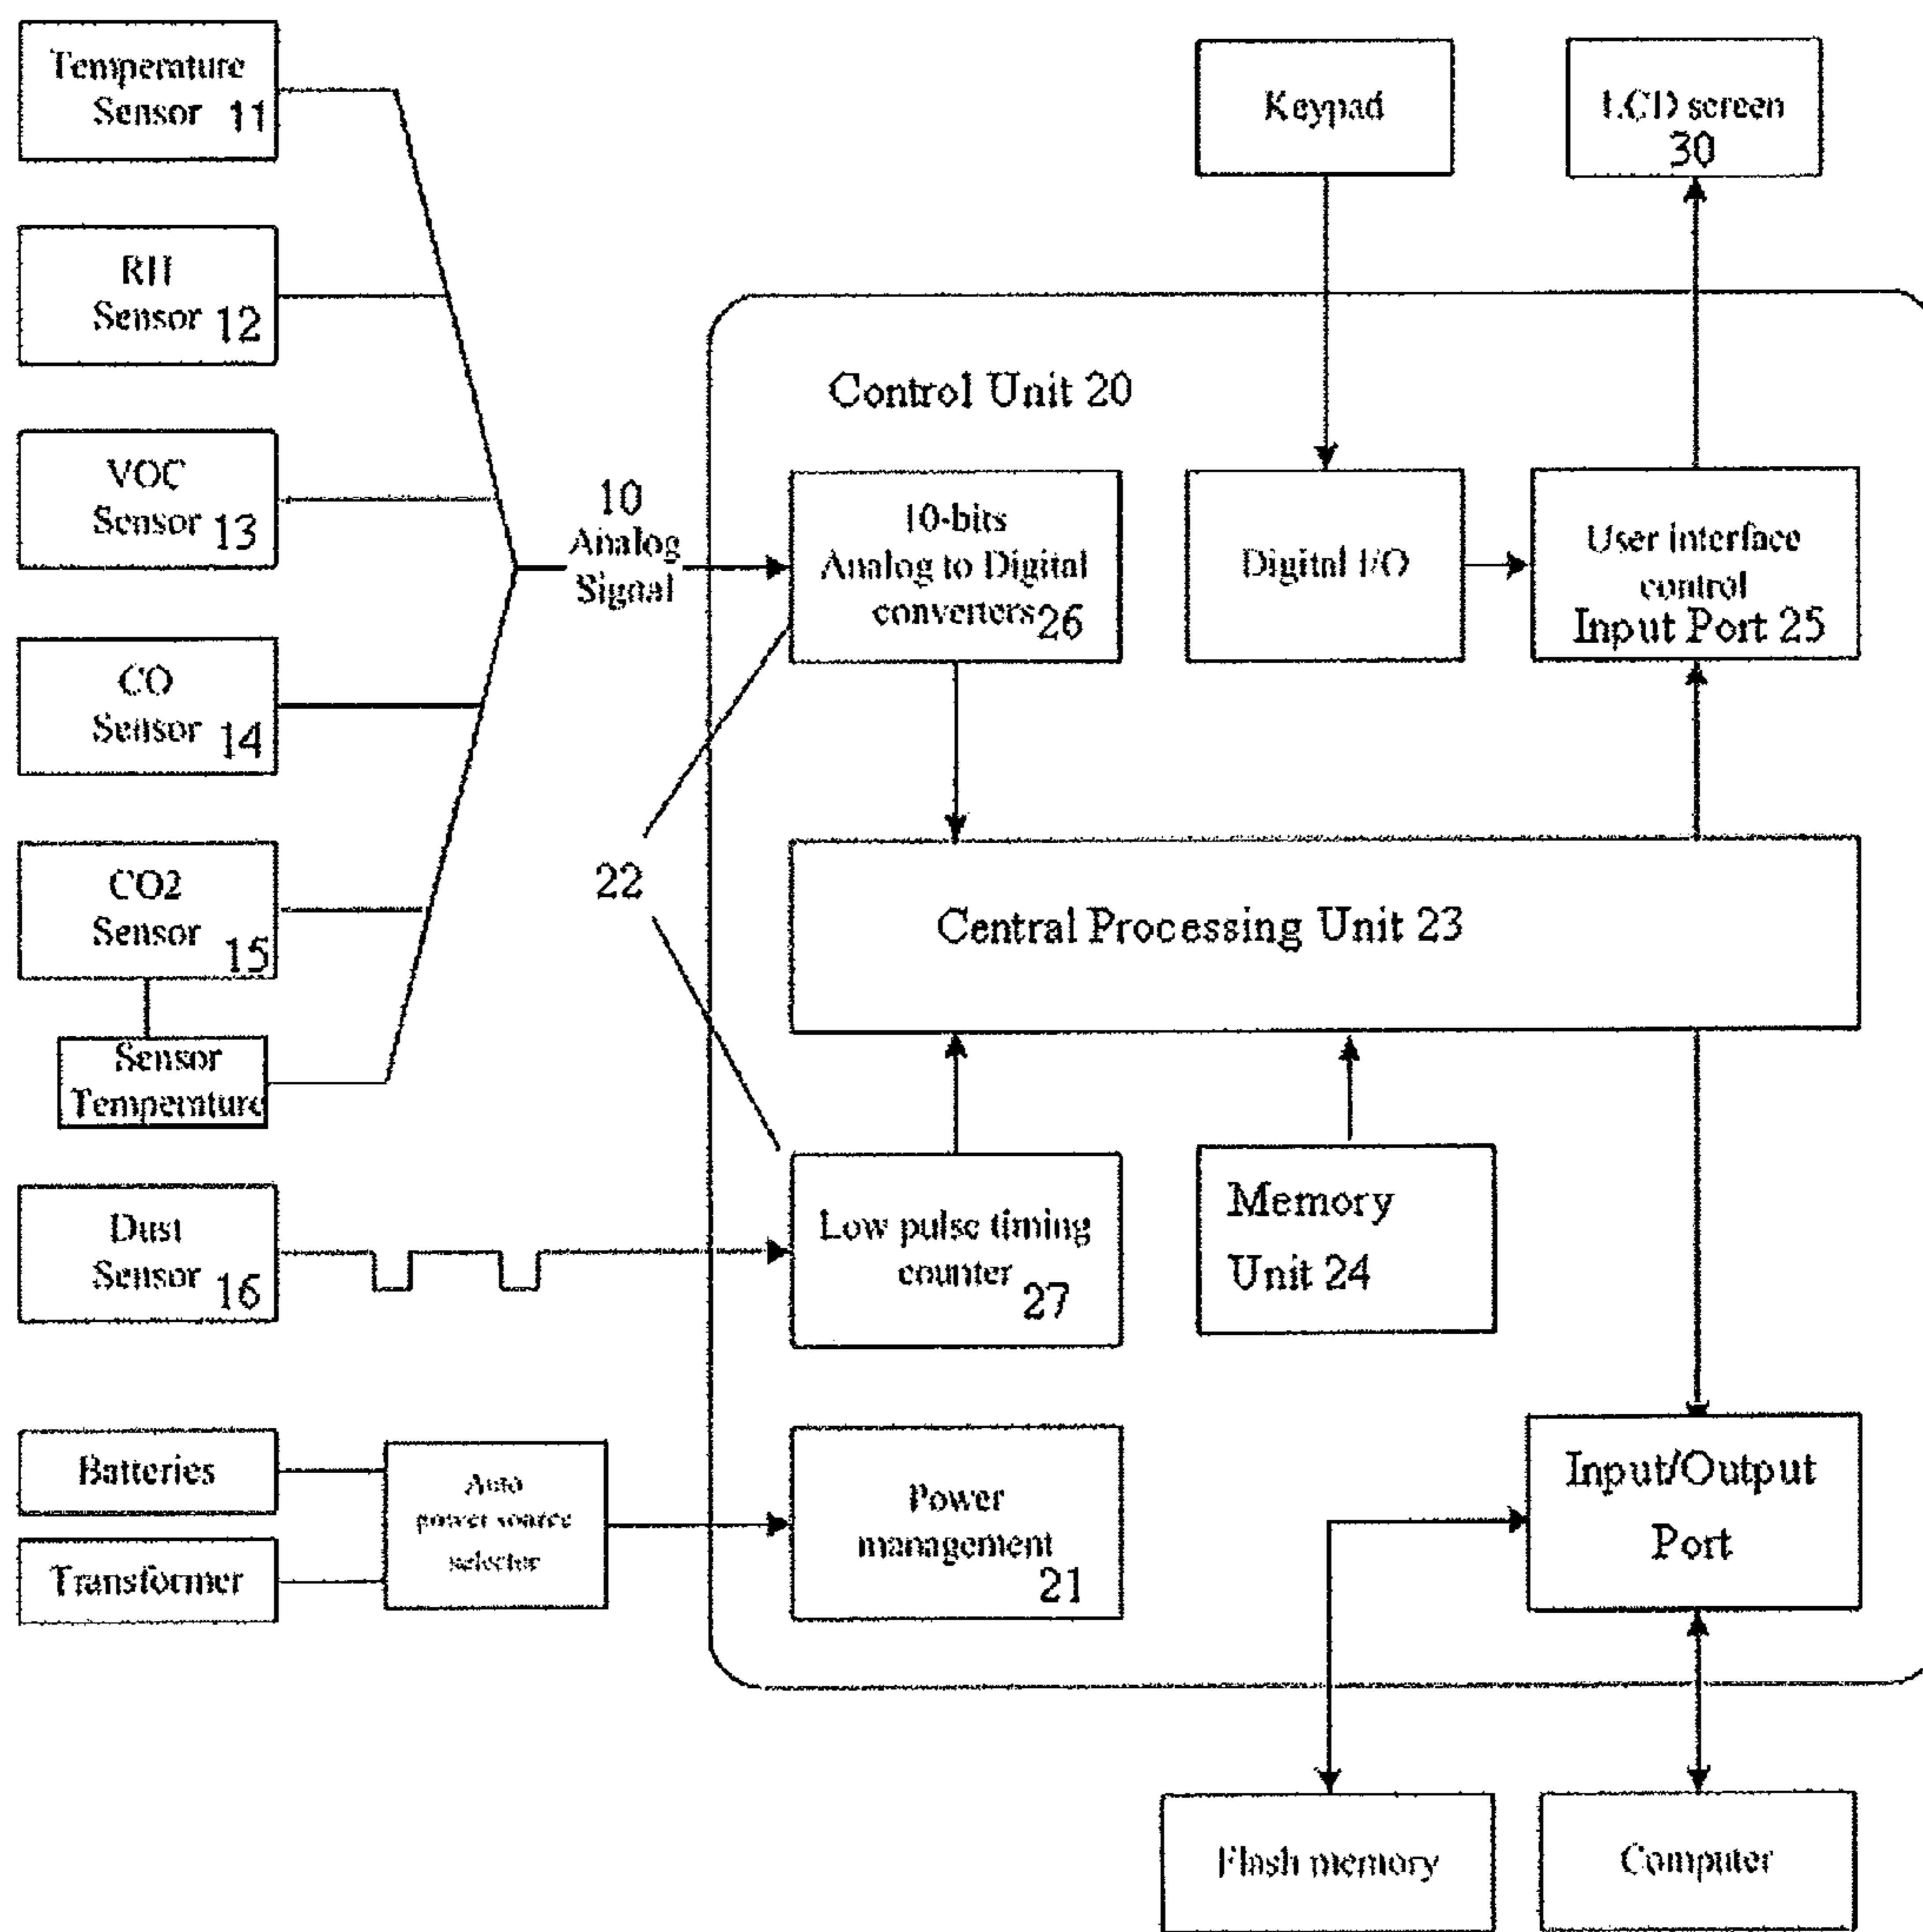 Temperature
Sensor 11
Keypad
LCD screen
30
RH
Sensor 12
Control Unit 20
VOC
Sensor 13
10
Analog
Signal
10-bits
Analog to Digital
converters 26
Digital I/O
User interface
control
Input Port 25
CO
Sensor 14
22
CO2
Sensor 15
Central Processing Unit 23
Sensor
Temperature
Dust
Sensor 16
Low pulse timing
counter 27
Memory
Unit 24
Batteries
Transformer
Auto
power source
selector
Power
management
21
Input/Output
Port
Flash memory
Computer